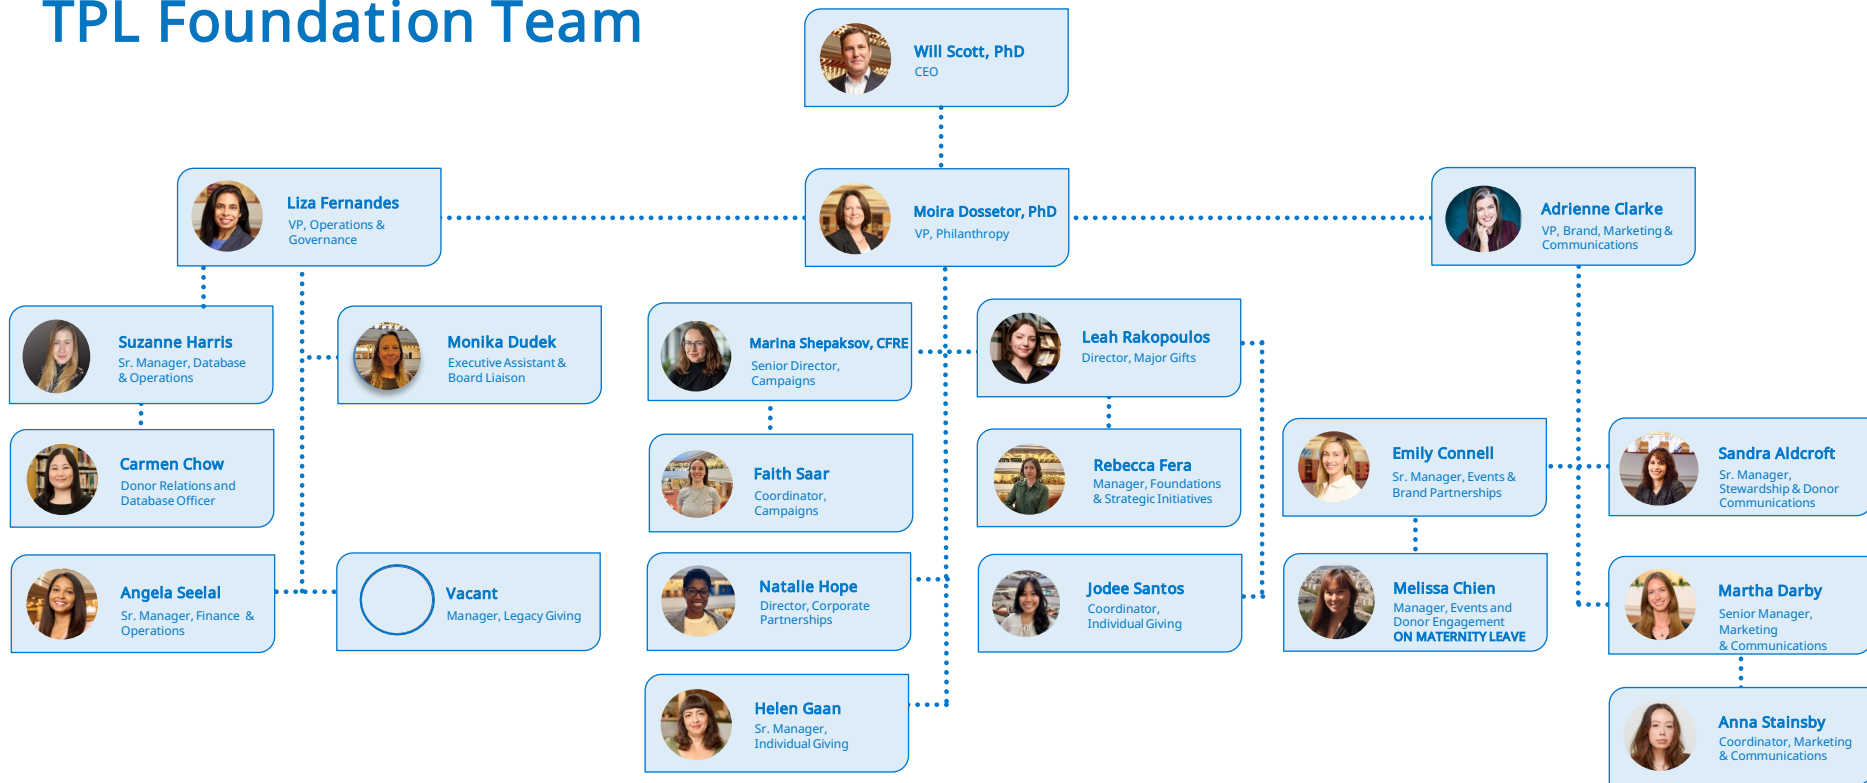 TPL Foundation Team
Will Scott, PhD
CEO
Liza Fernandes
VP, Operations &
Governance
Moira Dossetor, PhD
VP, Philanthropy
Adrienne Clarke
VP, Brand, Marketing &
Communications
Suzanne Harris
Sr. Manager, Database
& Operations
Monika Dudek
Executive Assistant &
Board Liaison
Marina Shepaksov, CFRE
Senior Director,
Campaigns
Leah Rakopoulos
Director, Major Gifts
Carmen Chow
Donor Relations and
Database Officer
Faith Saar
Coordinator,
Campaigns
Rebecca Fera
Manager, Foundations
& Strategic Initiatives
Emily Connell
Sr. Manager, Events &
Brand Partnerships
Sandra Aldcroft
Sr. Manager,
Stewardship & Donor
Communications
Angela Seelal
Sr. Manager, Finance &
Operations
Vacant
Manager, Legacy Giving
Natalie Hope
Director, Corporate
Partnerships
Jodee Santos
Coordinator,
Individual Giving
Melissa Chien
Manager, Events and
Donor Engagement
ON MATERNITY LEAVE
Martha Darby
Senior Manager,
Marketing
& Communications
Helen Gaan
Sr. Manager,
Individual Giving
Anna Stainsby
Coordinator, Marketing
& Communications